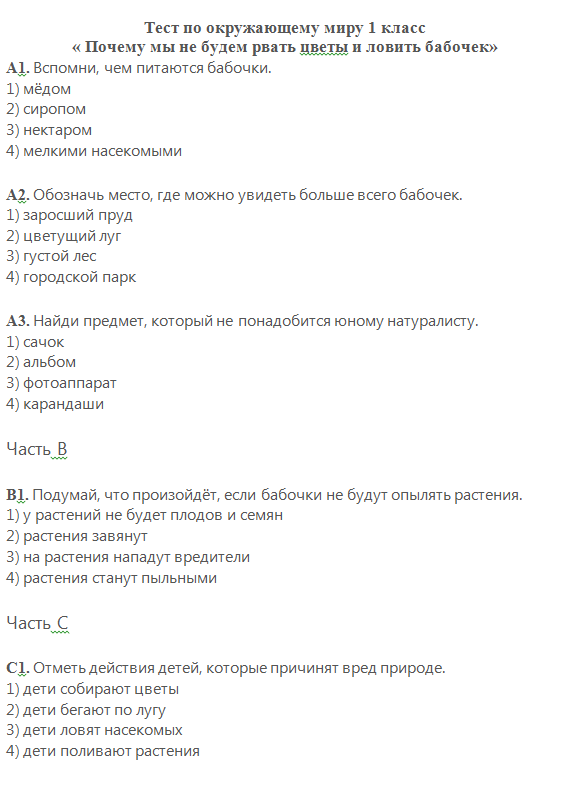 Тест по окружающему миру 1 класс
« Почему мы не будем рвать цветы и ловить бабочек»
А1. Вспомни, чем питаются бабочки.
1) мёдом
2) сиропом
3) нектаром
4) мелкими насекомыми
А2. Обозначь место, где можно увидеть больше всего бабочек.
1) заросший пруд
2) цветущий луг
3) густой лес
4) городской парк
А3. Найди предмет, который не понадобится юному натуралисту.
1) сачок
2) альбом
3) фотоаппарат
4) карандаши
Часть В
В1. Подумай, что произойдёт, если бабочки не будут опылять растения.
1) у растений не будет плодов и семян
2) растения завянут
3) на растения нападут вредители
4) растения станут пыльными
Часть С
С1. Отметь действия детей, которые причинят вред природе.
1) дети собирают цветы
2) дети бегают по лугу
3) дети ловят насекомых
4) дети поливают растения